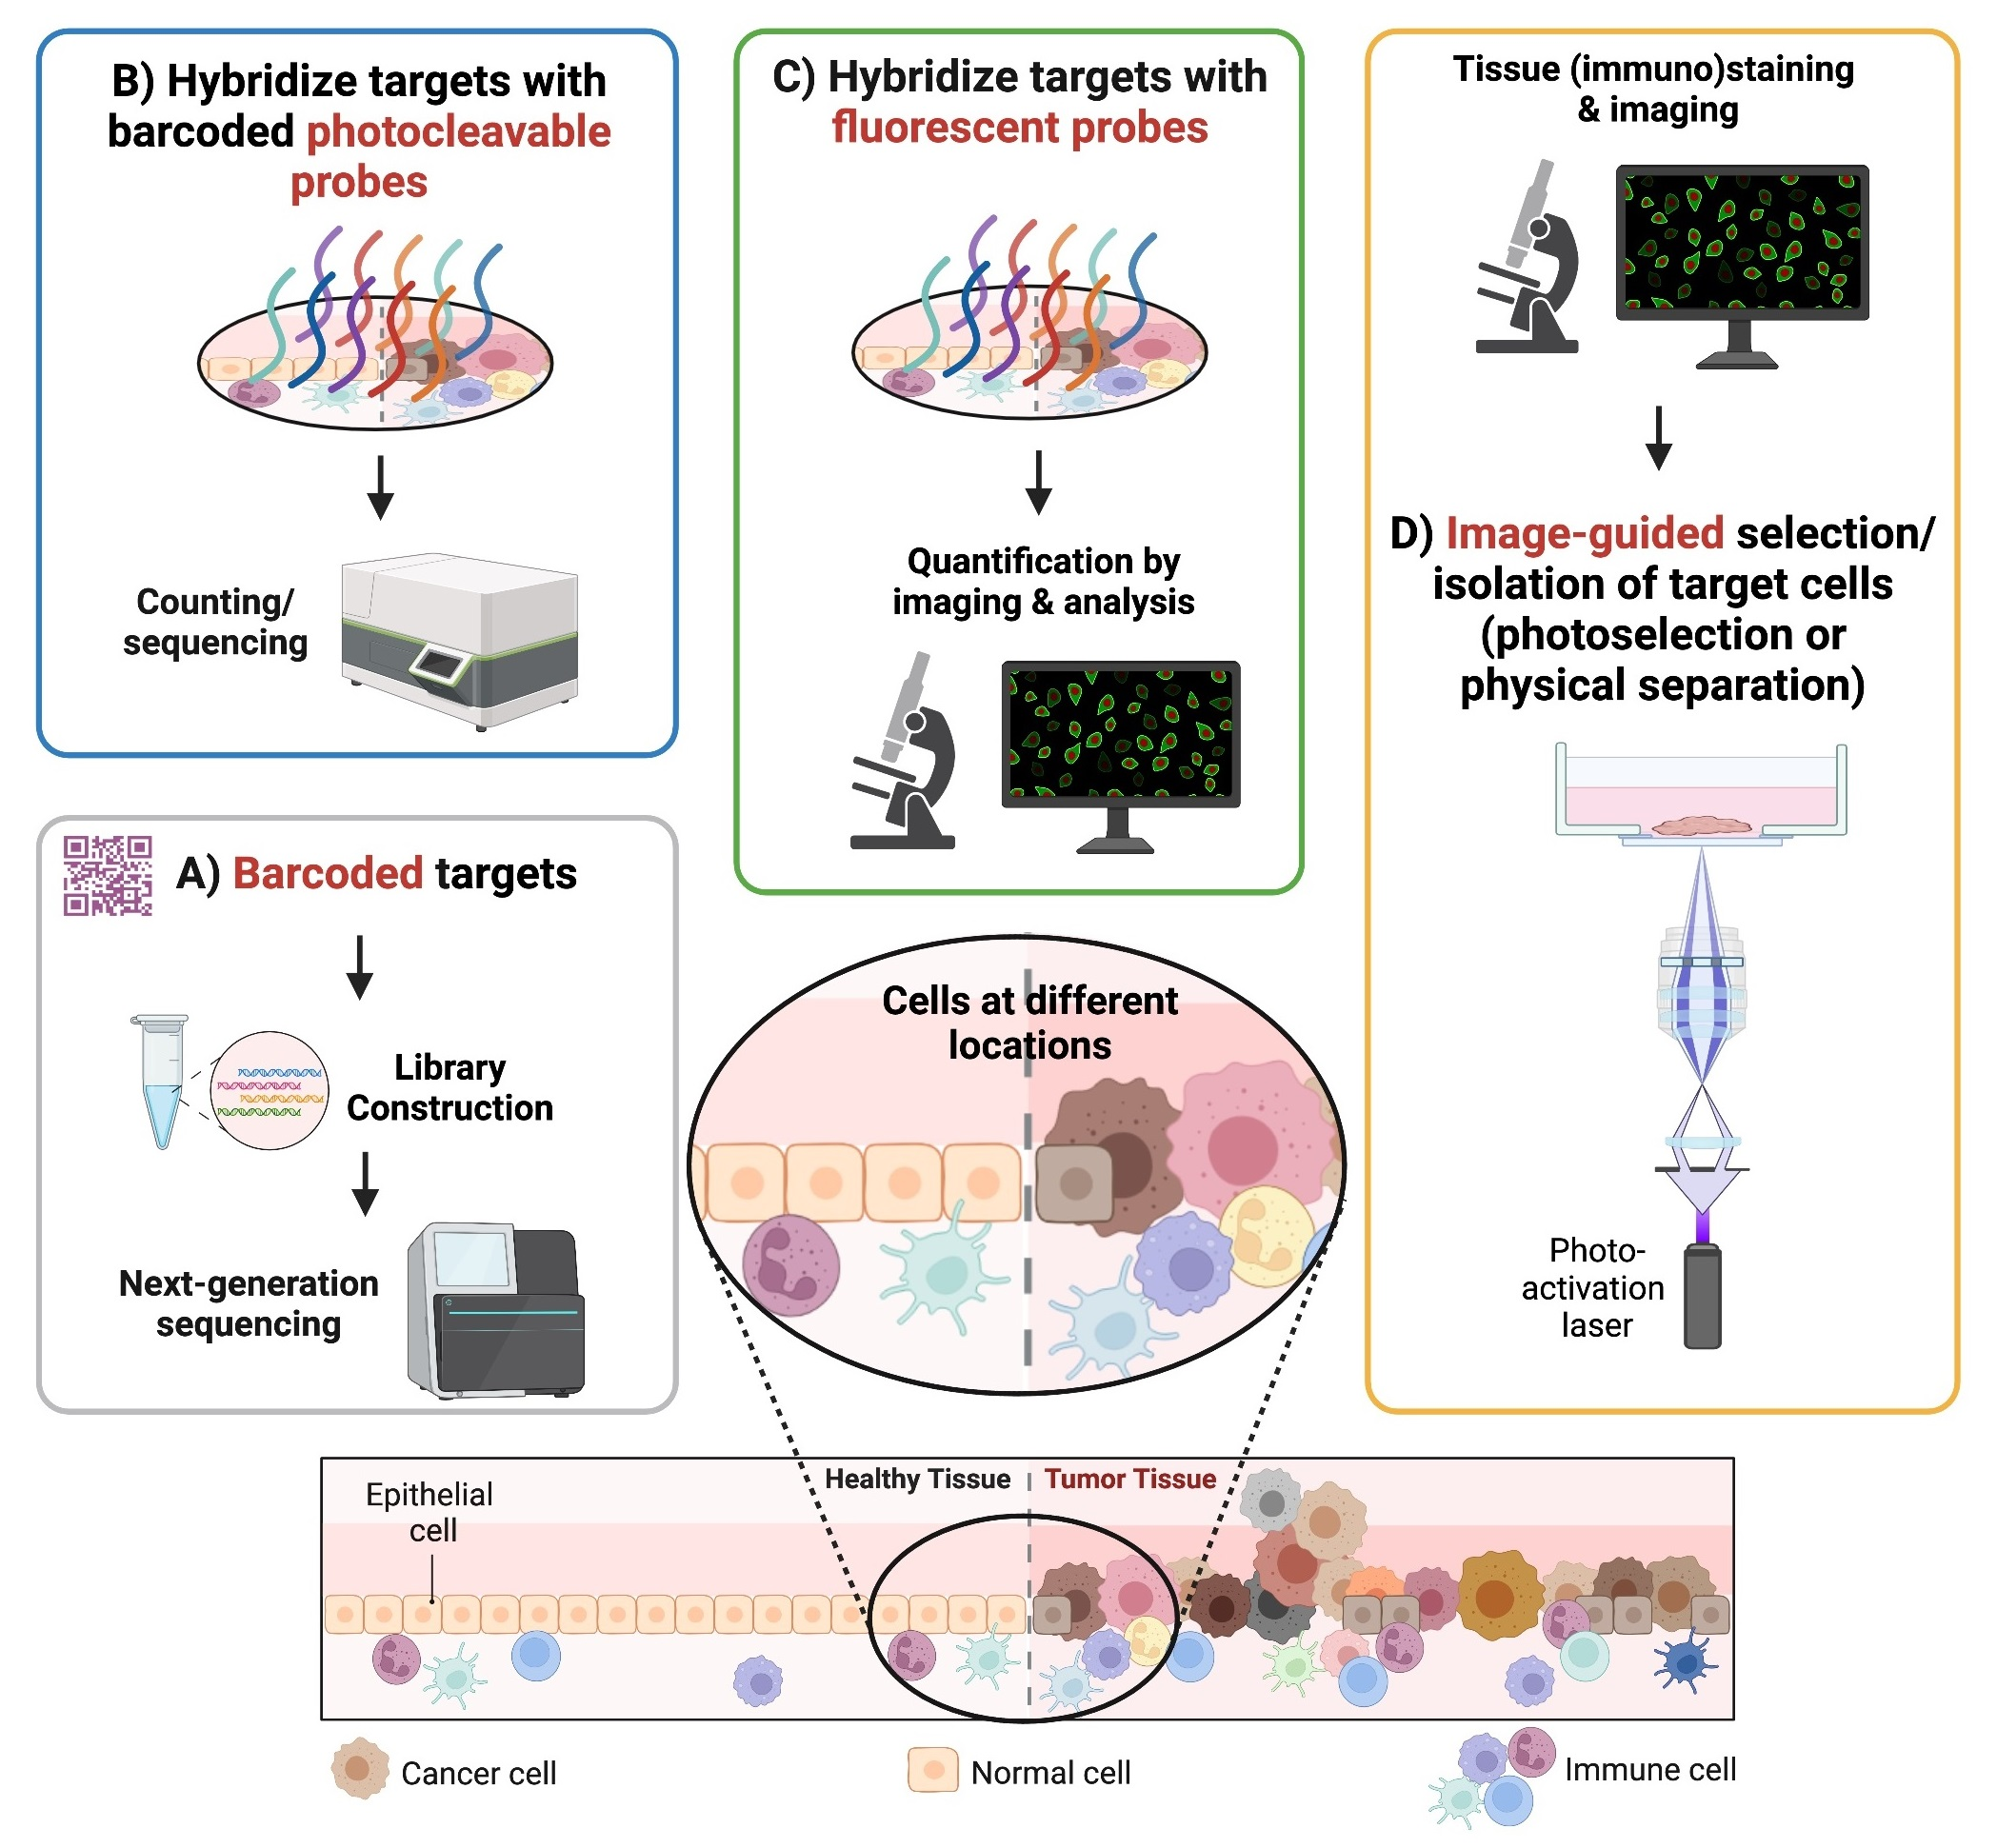 B) Hybridize targets with
barcoded photocleavable
probes
Counting/
sequencing
C) Hybridize targets with
fluorescent probes
Quantification by
imaging & analysis
Tissue (immuno)staining
& imaging
D) Image-guided selection/
isolation of target cells
(photoselection or
physical separation)
Photo-
activation
laser
A) Barcoded targets
Library
Construction
Next-generation
sequencing
Cells at different
locations
Healthy Tissue
Tumor Tissue
Epithelial
cell
Cancer cell
Normal cell
Immune cell